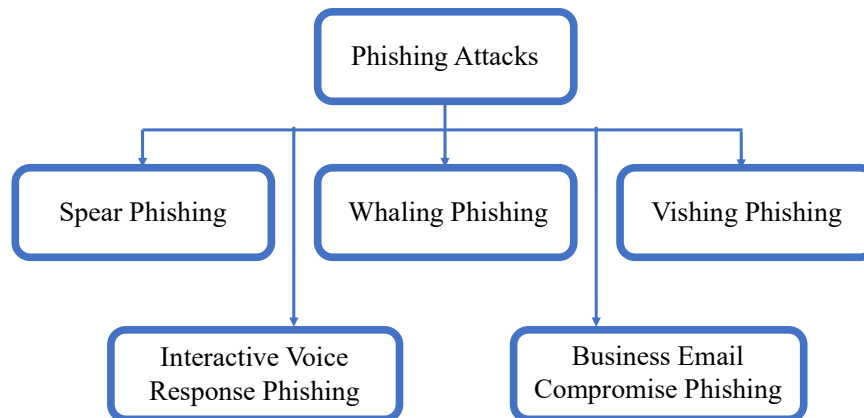 Phishing Attacks
Spear Phishing
Whaling Phishing
Vishing Phishing
Interactive Voice
Response Phishing
Business Email
Compromise Phishing